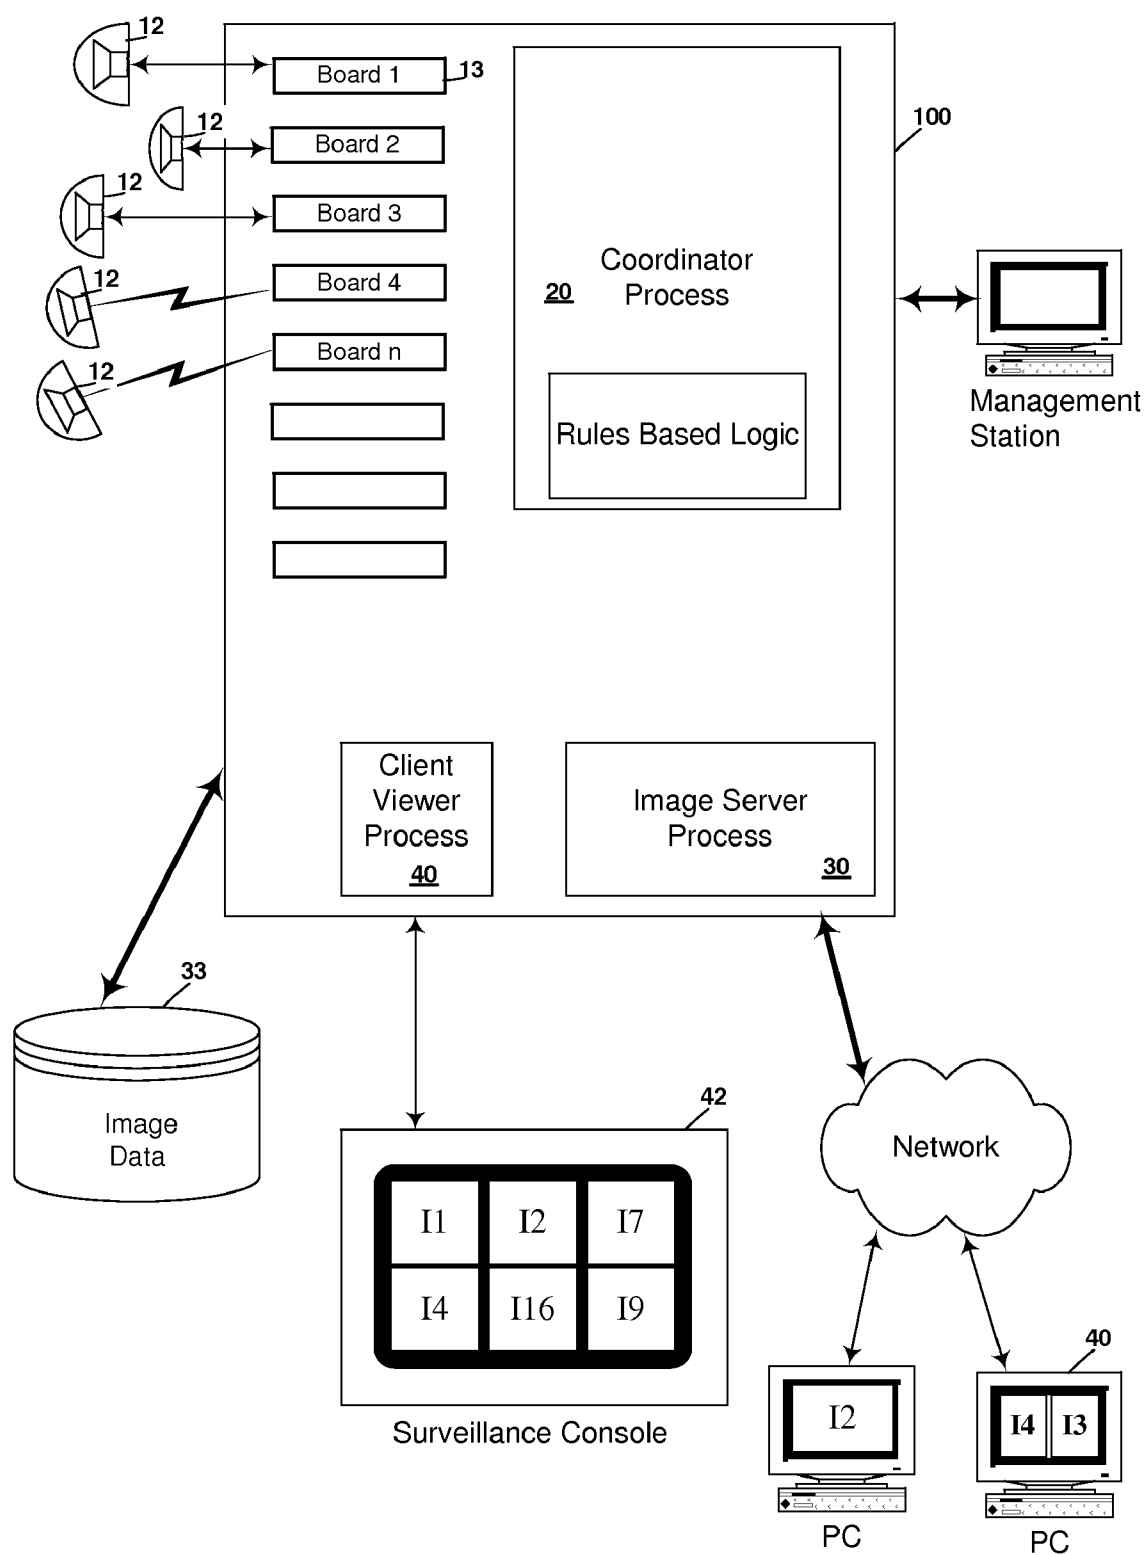 12
Board 1
13
12
Board 2
100
12
Board 3
12
Board 4
12
Board n
Coordinator
Process
20
Rules Based Logic
Management
Station
Client
Viewer
Process
40
Image Server
Process
30
33
Image
Data
42
I1
I2
I7
I4
I16
I9
Surveillance Console
Network
I2
PC
40
I4
I3
PC